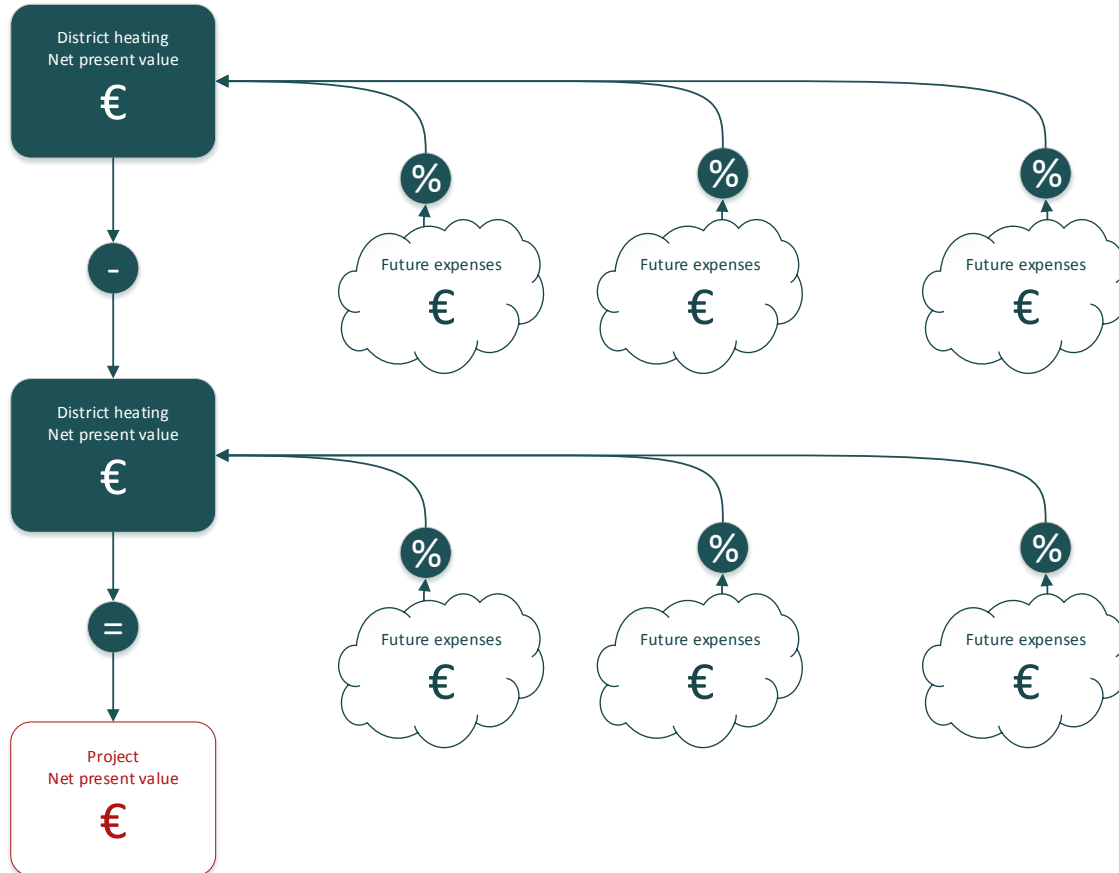 District heating
Net present value
€
%
%
%
Future expenses
€
Future expenses
€
Future expenses
€
-
District heating
Net present value
€
%
%
%
Future expenses
€
Future expenses
€
Future expenses
€
=
Project
Net present value
€